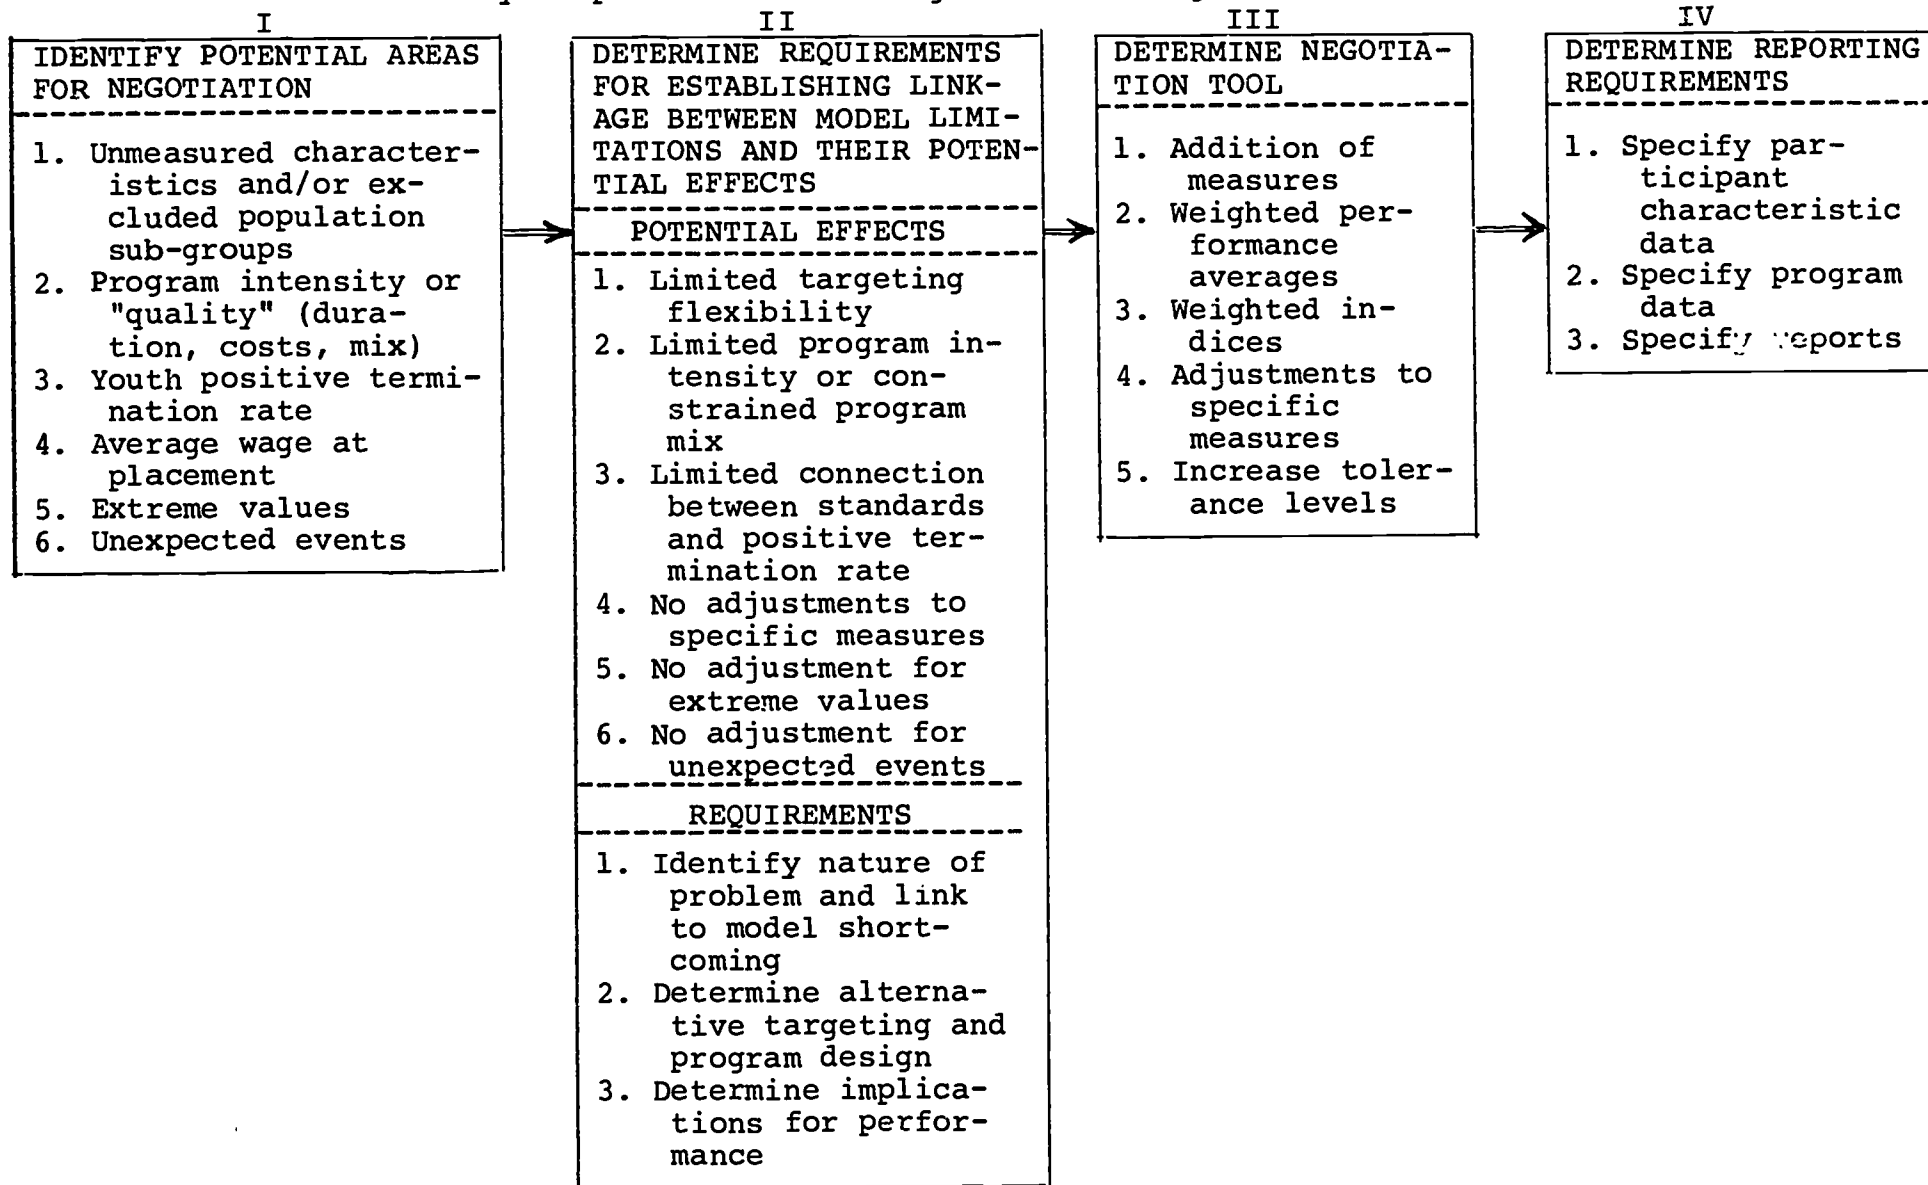 I
IDENTIFY POTENTIAL AREAS
FOR NEGOTIATION
1. Unmeasured character-
istics and/or ex-
cluded population
sub-groups
2. Program intensity or
"quality" (dura-
tion, costs, mix)
3. Youth positive termi-
nation rate
4. Average wage at
placement
5. Extreme values
6. Unexpected events
II
DETERMINE REQUIREMENTS
FOR ESTABLISHING LINK-
AGE BETWEEN MODEL LIMI-
TATIONS AND THEIR POTEN-
TIAL EFFECTS
POTENTIAL EFFECTS
1. Limited targeting
flexibility
2. Limited program in-
tensity or con-
strained program
mix
3. Limited connection
between standards
and positive ter-
mination rate
4. No adjustments to
specific measures
5. No adjustment for
extreme values
6. No adjustment for
unexpected events
REQUIREMENTS
1. Identify nature of
problem and link
to model short-
coming
2. Determine alterna-
tive targeting and
program design
3. Determine implica-
tions for perfor-
mance
III
DETERMINE NEGOTIA-
TION TOOL
1. Addition of
measures
2. Weighted per-
formance
averages
3. Weighted in-
dices
4. Adjustments to
specific
measures
5. Increase toler-
ance levels
IV
DETERMINE REPORTING
REQUIREMENTS
1. Specify par-
ticipant
characteristic
data
2. Specify program
data
3. Specify reports